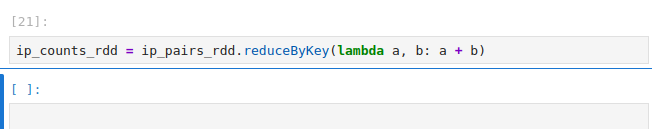 [21]:
ip_counts_rdd = ip_pairs_rdd.reduceByKey(lambda a, b: a + b)
[ ]: